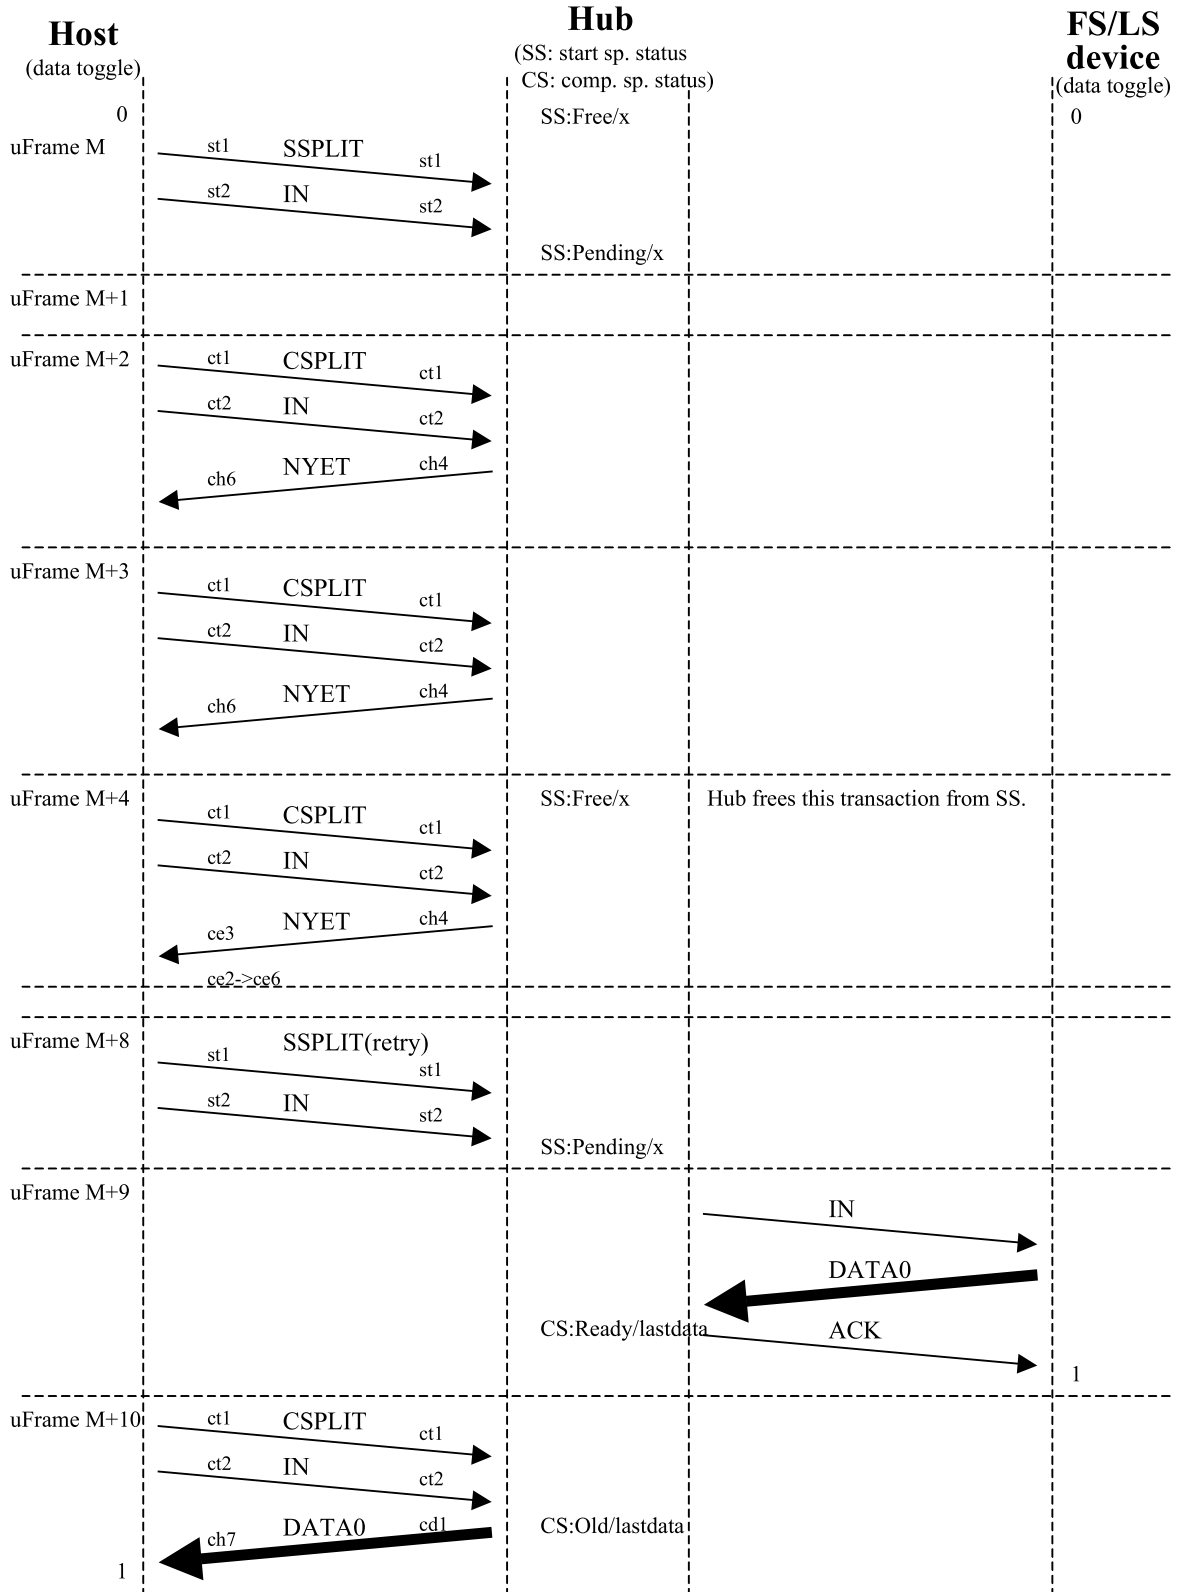 Host
(data toggle)
Hub
(SS: start sp. status
CS: comp. sp. status)
FS/LS
device
(data toggle)
0
SS:Free/x
0
uFrame M
st1 SSPLIT st1
st2 IN st2
SS:Pending/x
uFrame M+1
uFrame M+2
ct1 CSPLIT ct1
ct2 IN ct2
ch6 NYET ch4
uFrame M+3
ct1 CSPLIT ct1
ct2 IN ct2
ch6 NYET ch4
uFrame M+4
SS:Free/x
Hub frees this transaction from SS.
ct1 CSPLIT ct1
ct2 IN ct2
ce3 NYET ch4
ce2->ce6
uFrame M+8
st1 SSPLIT(retry) st1
st2 IN st2
SS:Pending/x
uFrame M+9
IN
DATA0
CS:Ready/lastdata
ACK
1
uFrame M+10
ct1 CSPLIT ct1
ct2 IN ct2
ch7 DATA0 cd1
CS:Old/lastdata
1